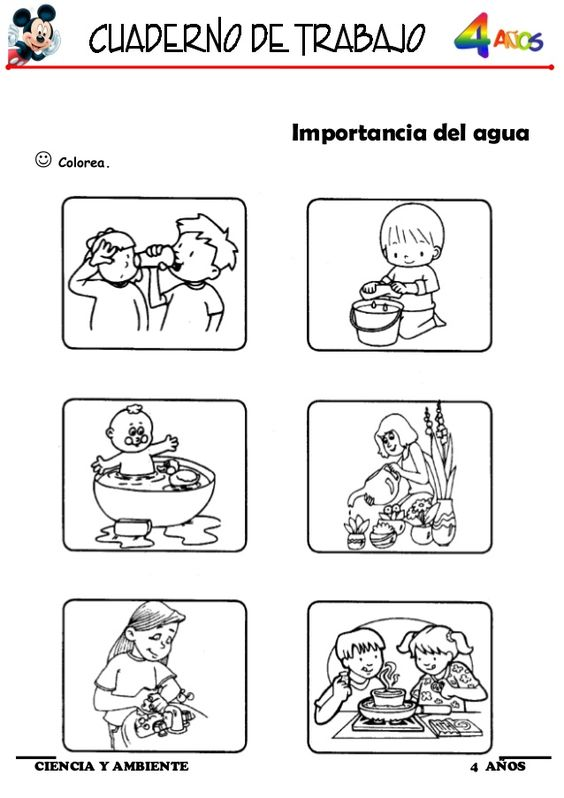 CUADERNO DE TRABAJO 4 AÑOS
Importancia del agua
Colorea.
CIENCIA Y AMBIENTE 4 AÑOS